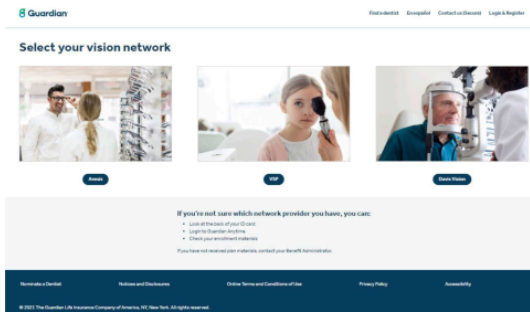 Guardian
Find a dentist En español Contact us (Secure) Login & Register
Select your vision network
Avesis
VSP
Davis Vision
If you're not sure which network provider you have, you can:
Look at the back of your ID card
Login to Guardian Anytime
Check your enrollment materials
If you have not received plan materials, contact your Benefit Administrator.
Nominate a Dentist Notices and Disclosures Online Terms and Conditions of Use Privacy Policy Accessibility
© 2021 The Guardian Life Insurance Company of America, NY, New York. All rights reserved.